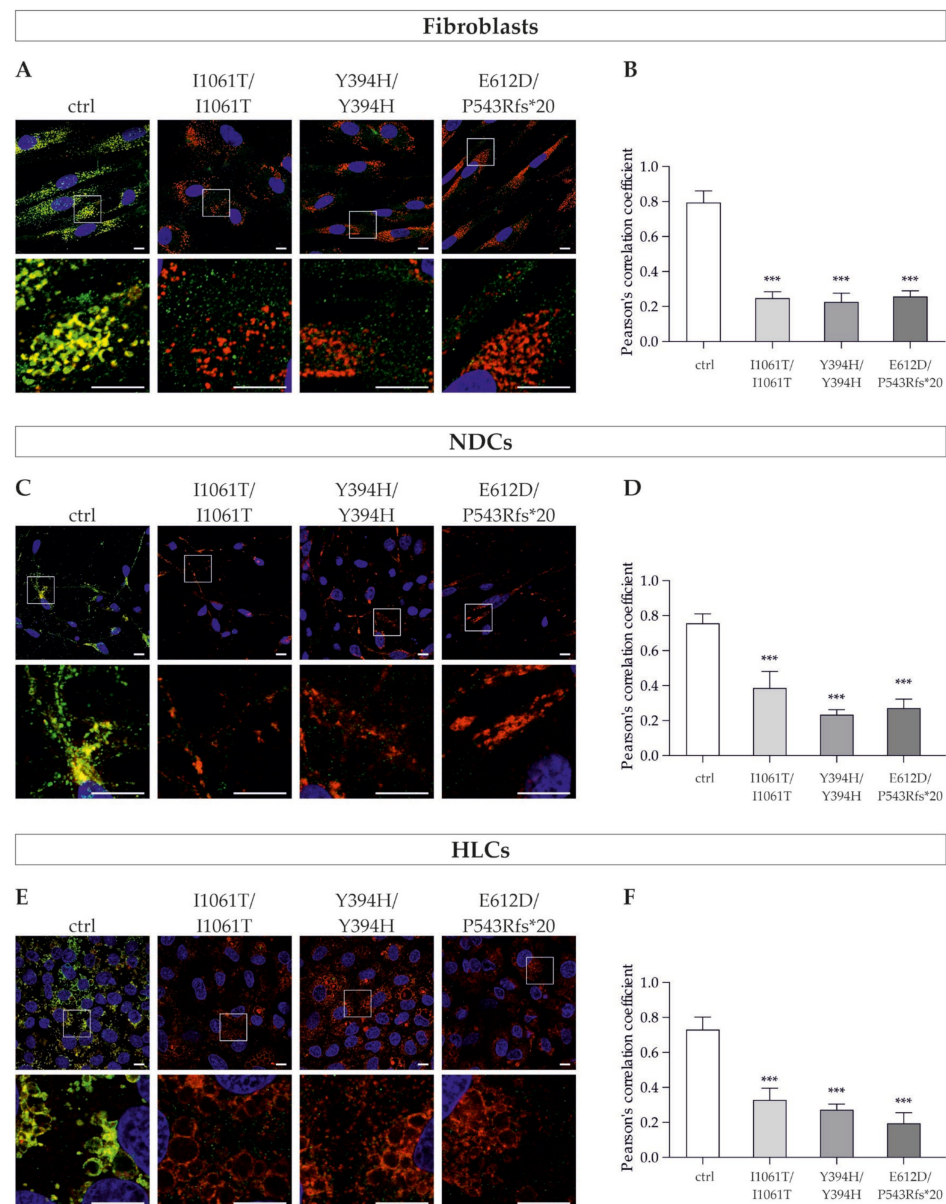 Fibroblasts
A
B
ctrl
I1061T/
I1061T
Y394H/
Y394H
E612D/
P543Rfs*20
Pearson's correlation coefficient
1.0
0.8
0.6
0.4
0.2
0.0
***
***
***
ctrl
I1061T/
I1061T
Y394H/
Y394H
E612D/
P543Rfs*20
NDCs
C
D
ctrl
I1061T/
I1061T
Y394H/
Y394H
E612D/
P543Rfs*20
Pearson's correlation coefficient
1.0
0.8
0.6
0.4
0.2
0.0
***
***
***
ctrl
I1061T/
I1061T
Y394H/
Y394H
E612D/
P543Rfs*20
HLCs
E
F
ctrl
I1061T/
I1061T
Y394H/
Y394H
E612D/
P543Rfs*20
Pearson's correlation coefficient
1.0
0.8
0.6
0.4
0.2
0.0
***
***
***
ctrl
I1061T/
I1061T
Y394H/
Y394H
E612D/
P543Rfs*20